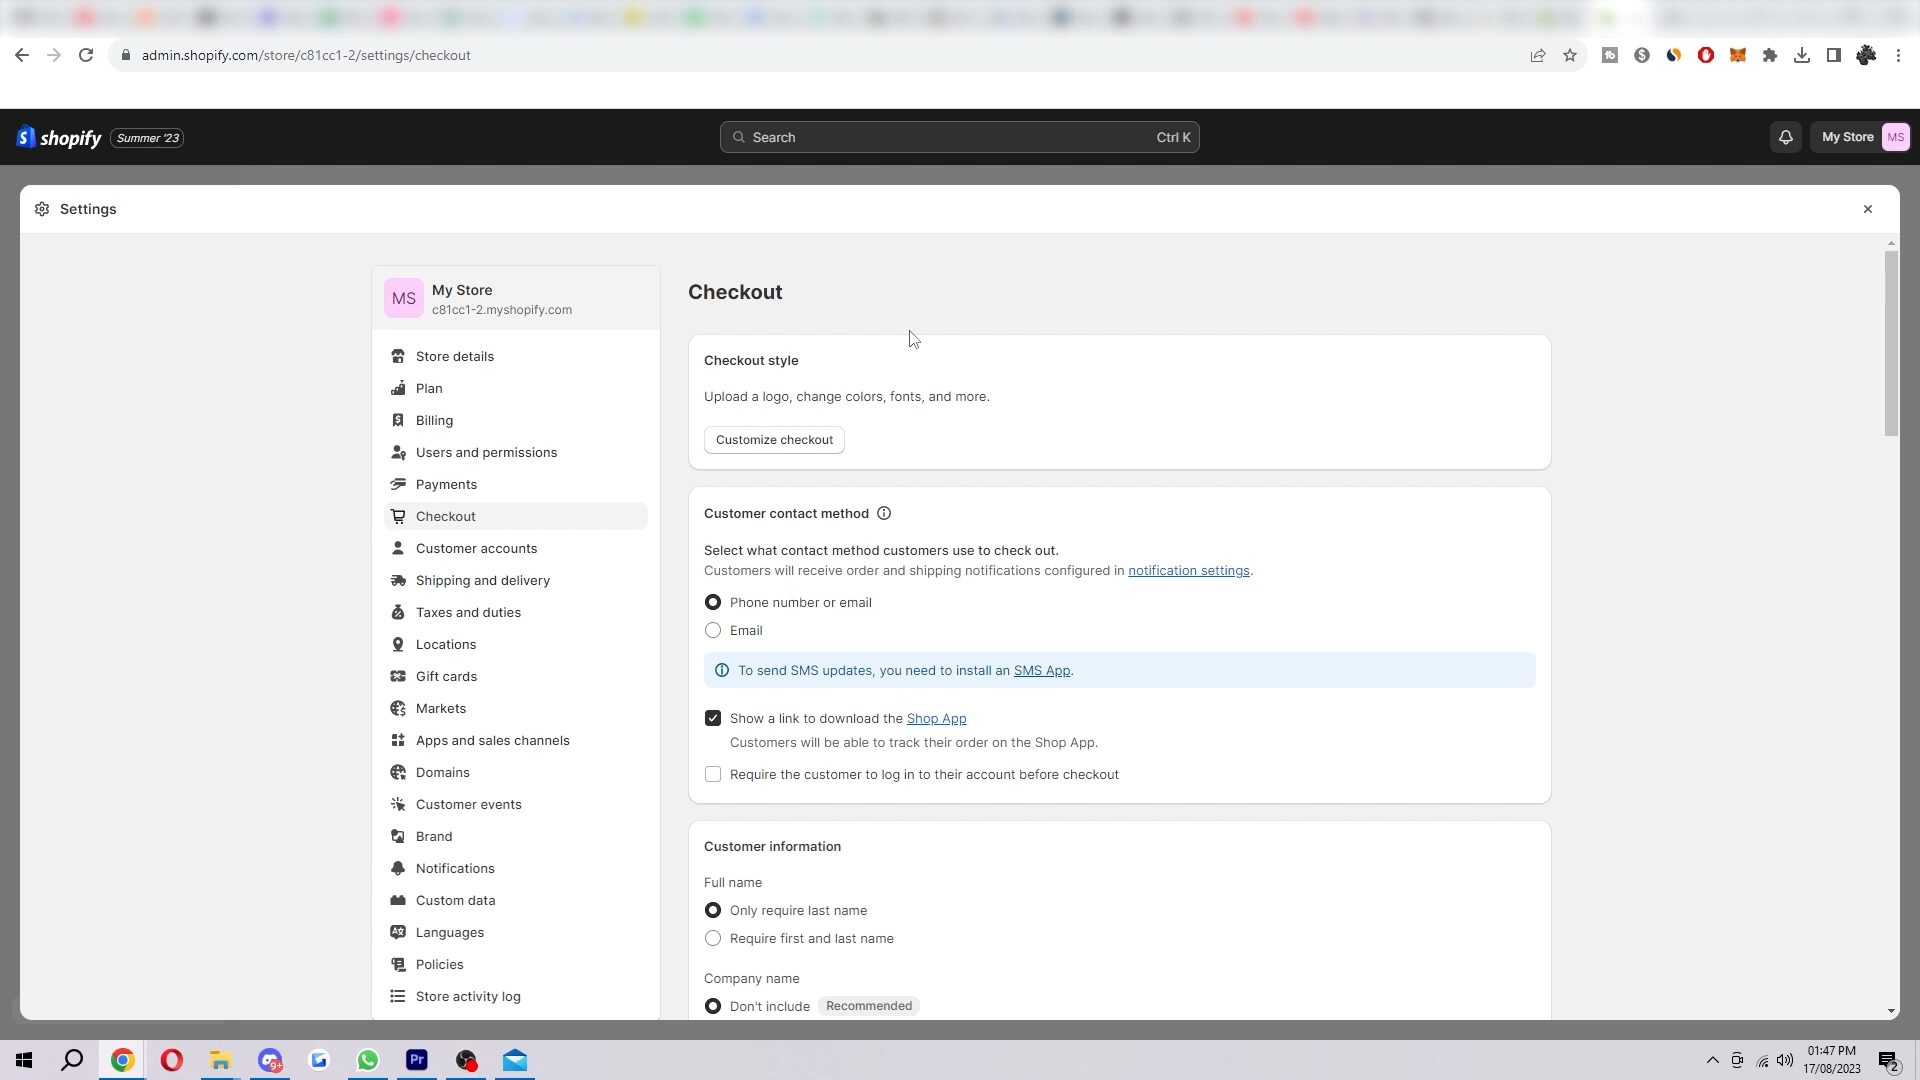 admin.shopify.com/store/c81cc1-2/settings/checkout
shopify Summer '23
Search Ctrl K
My Store MS
Settings
MS My Store
c81cc1-2.myshopify.com
Store details
Plan
Billing
Users and permissions
Payments
Checkout
Customer accounts
Shipping and delivery
Taxes and duties
Locations
Gift cards
Markets
Apps and sales channels
Domains
Customer events
Brand
Notifications
Custom data
Languages
Policies
Store activity log
Checkout
Checkout style
Upload a logo, change colors, fonts, and more.
Customize checkout
Customer contact method
Select what contact method customers use to check out.
Customers will receive order and shipping notifications configured in notification settings.
Phone number or email
Email
To send SMS updates, you need to install an SMS App.
Show a link to download the Shop App
Customers will be able to track their order on the Shop App.
Require the customer to log in to their account before checkout
Customer information
Full name
Only require last name
Require first and last name
Company name
Don't include Recommended
9+
Pr
01:47 PM
17/08/2023
2